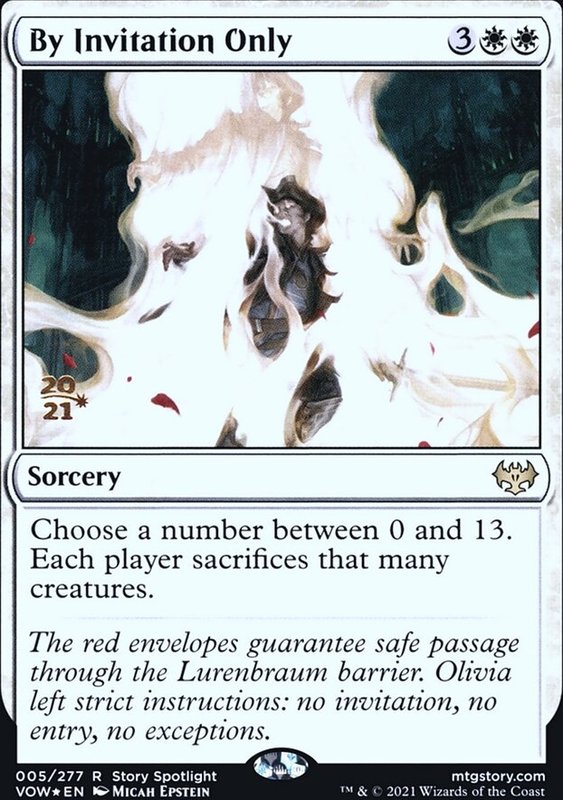 By Invitation Only 3
20
21
Sorcery
Choose a number between 0 and 13.
Each player sacrifices that many
creatures.
The red envelopes guarantee safe passage
through the Lurenbraum barrier. Olivia
left strict instructions: no invitation, no
entry, no exceptions.
005/277 R Story Spotlight
mtgstory.com
VOW★EN Micah Epstein
™ & © 2021 Wizards of the Coast